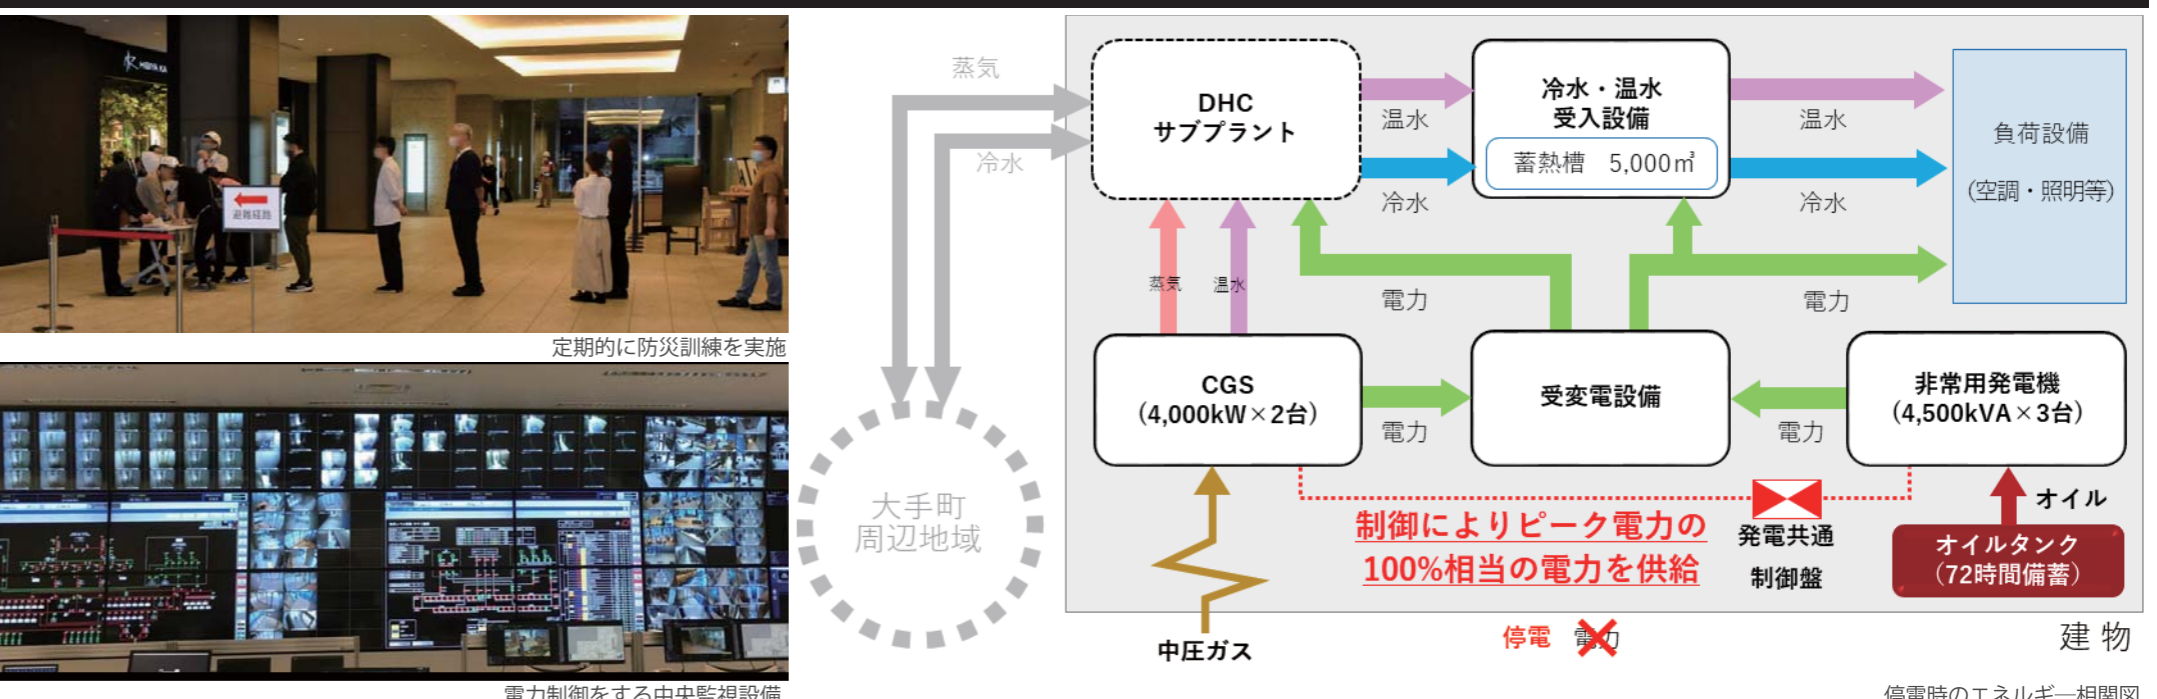 避難経路
定期的に防災訓練を実施
電力制御をする中央監視設備
蒸気
冷水
大手町
周辺地域
DHC
サブプラント
温水
冷水
冷水・温水
受入設備
蓄熱槽 5,000㎥
温水
冷水
負荷設備
(空調・照明等)
蒸気
温水
電力
電力
CGS
(4,000kW×2台)
電力
受変電設備
電力
非常用発電機
(4,500kVA×3台)
制御によりピーク電力の
100%相当の電力を供給
発電共通
制御盤
オイル
オイルタンク
(72時間備蓄)
中圧ガス
停電 電力
建物
停電時のエネルギー相関図